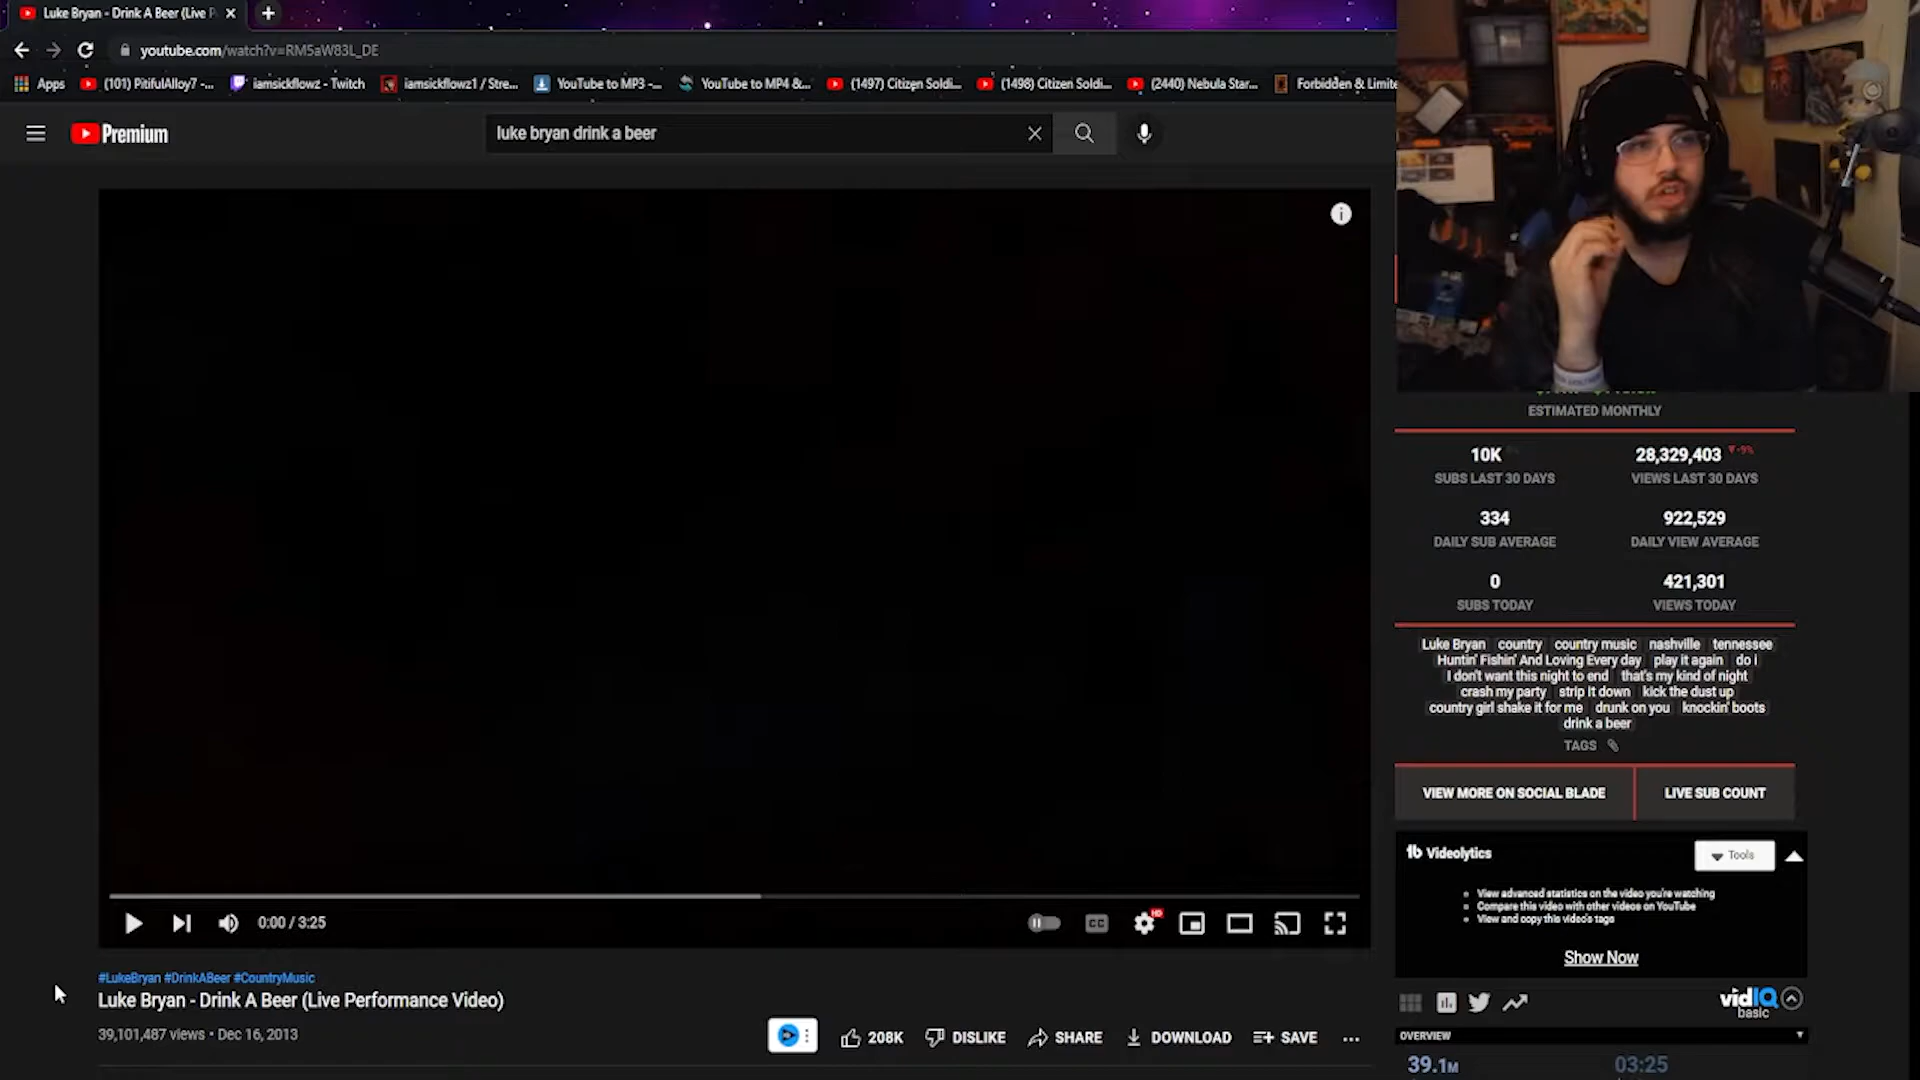 Luke Bryan - Drink A Beer (Live P
youtube.com/watch?v=RM5aW83L_DE
Apps
(101) PitifulAlloy7 -...
iamsickflowz - Twitch
iamsickflowz1 / Stre...
YouTube to MP3 -...
YouTube to MP4 &...
(1497) Citizen Soldi...
(1498) Citizen Soldi...
(2440) Nebula Star...
Forbidden & Limite
Premium
luke bryan drink a beer
ESTIMATED MONTHLY
10K
28,329,403 -9%
SUBS LAST 30 DAYS
VIEWS LAST 30 DAYS
334
922,529
DAILY SUB AVERAGE
DAILY VIEW AVERAGE
0
421,301
SUBS TODAY
VIEWS TODAY
Luke Bryan country country music nashville tennessee
Huntin' Fishin' And Loving Every day play it again do I
I don't want this night to end that's my kind of night
crash my party strip it down kick the dust up
country girl shake it for me drunk on you knockin' boots
drink a beer
TAGS
VIEW MORE ON SOCIAL BLADE
LIVE SUB COUNT
tb Videolytics
Tools
View advanced statistics on the video you're watching
Compare this video with other videos on YouTube
View and copy this video's tags
Show Now
0:00 / 3:25
CC
HD
#LukeBryan #DrinkABeer #CountryMusic
Luke Bryan - Drink A Beer (Live Performance Video)
39,101,487 views • Dec 16, 2013
208K
DISLIKE
SHARE
DOWNLOAD
SAVE
vidIQ
basic
OVERVIEW
39.1M
03:25